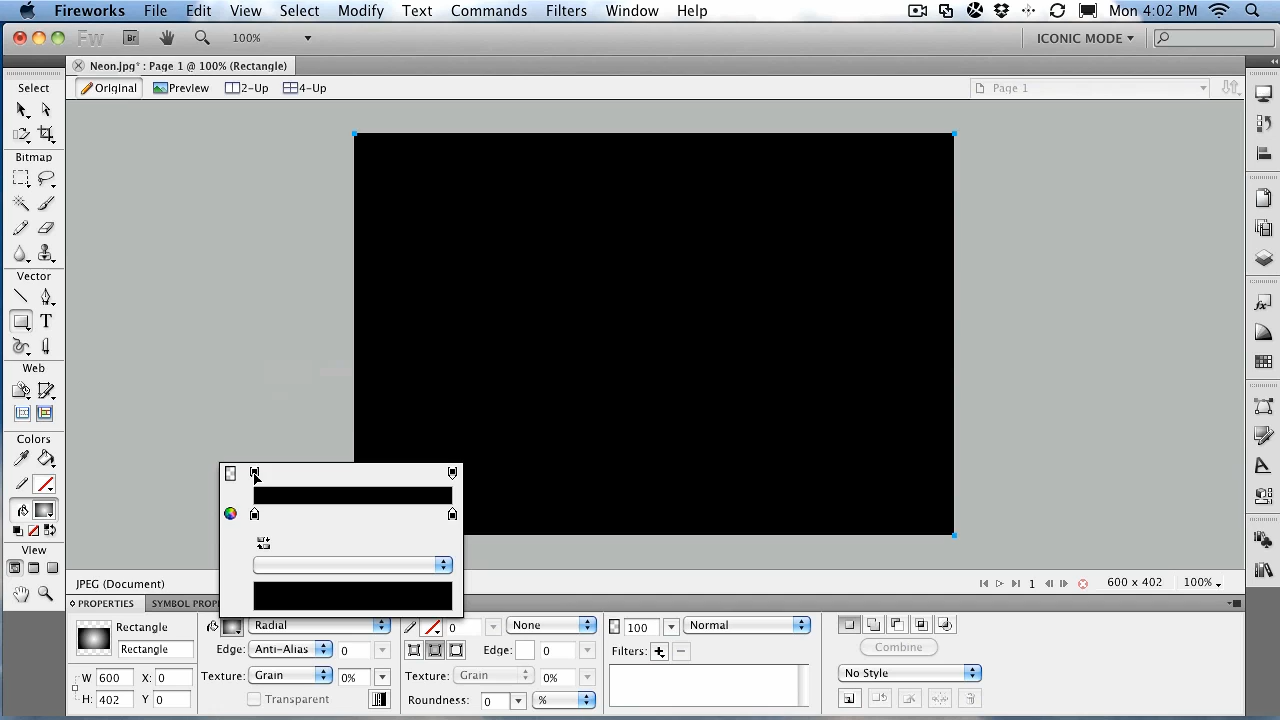 Fireworks File Edit View Select Modify Text Commands Filters Window Help Mon 4:02 PM
Fw Br 100% ICONIC MODE
Neon.jpg* : Page 1 @ 100% (Rectangle)
Original Preview 2-Up 4-Up Page 1
Select
Bitmap
Vector
T
Web
Colors
View
JPEG (Document) 1 600 x 402 100%
PROPERTIES SYMBOL PROP
Rectangle Radial 0 None 100 Normal
Rectangle Edge: Anti-Alias 0 Edge: 0 Filters: Combine
W 600 X: 0 Texture: Grain 0% Texture: Grain 0% No Style
H: 402 Y: 0 Transparent Roundness: 0 %